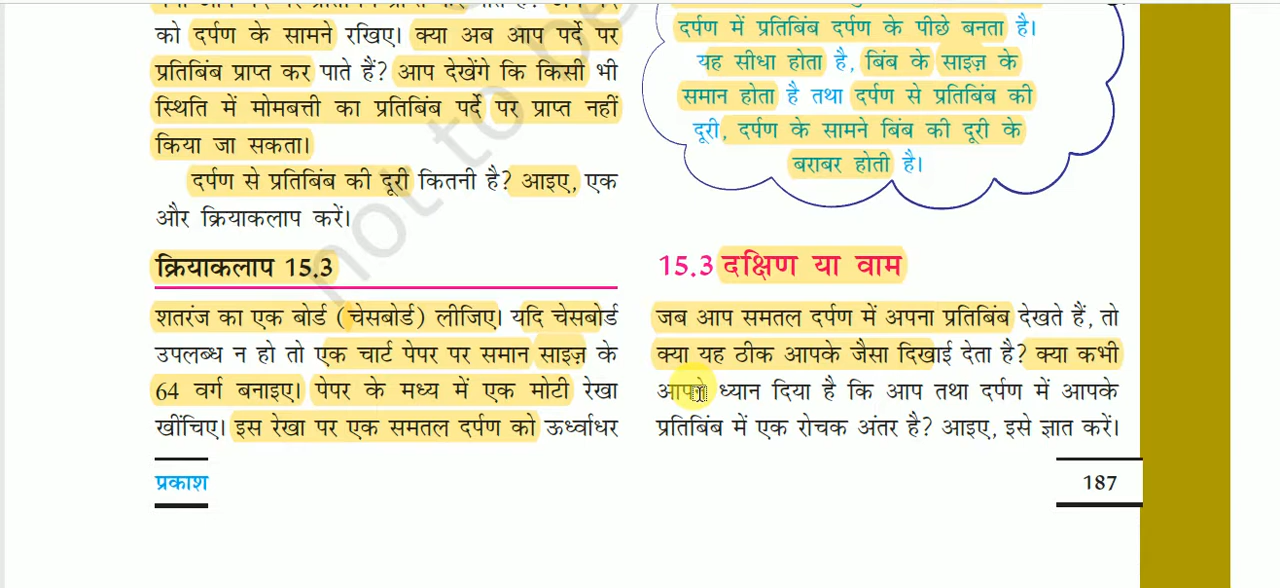 को दर्पण के सामने रखिए। क्या अब आप पर्दे पर
प्रतिबिंब प्राप्त कर पाते हैं? आप देखेंगे कि किसी भी
स्थिति में मोमबत्ती का प्रतिबिंब पर्दे पर प्राप्त नहीं
किया जा सकता।
दर्पण से प्रतिबिंब की दूरी कितनी है? आइए, एक
और क्रियाकलाप करें।
क्रियाकलाप 15.3
शतरंज का एक बोर्ड (चेसबोर्ड) लीजिए। यदि चेसबोर्ड
उपलब्ध न हो तो एक चार्ट पेपर पर समान साइज़ के
64 वर्ग बनाइए। पेपर के मध्य में एक मोटी रेखा
खींचिए। इस रेखा पर एक समतल दर्पण को ऊर्ध्वाधर
दर्पण में प्रतिबिंब दर्पण के पीछे बनता है।
यह सीधा होता है, बिंब के साइज़ के
समान होता है तथा दर्पण से प्रतिबिंब की
दूरी, दर्पण के सामने बिंब की दूरी के
बराबर होती है।
15.3 दक्षिण या वाम
जब आप समतल दर्पण में अपना प्रतिबिंब देखते हैं, तो
क्या यह ठीक आपके जैसा दिखाई देता है? क्या कभी
आपने ध्यान दिया है कि आप तथा दर्पण में आपके
प्रतिबिंब में एक रोचक अंतर है? आइए, इसे ज्ञात करें।
प्रकाश
187
not to be